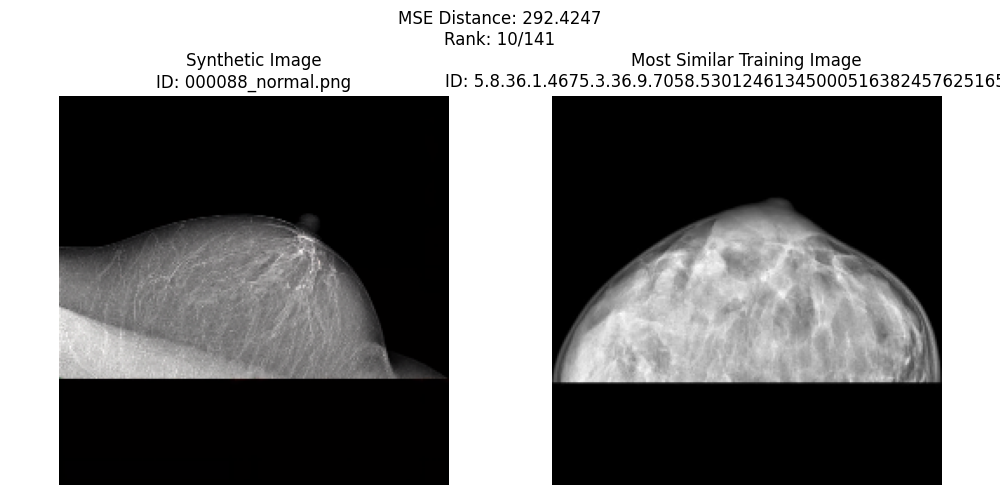 MSE Distance: 292.4247
Rank: 10/141
Synthetic Image
ID: 000088_normal.png
Most Similar Training Image
ID: 5.8.36.1.4675.3.36.9.7058.53012461345000516382457625165